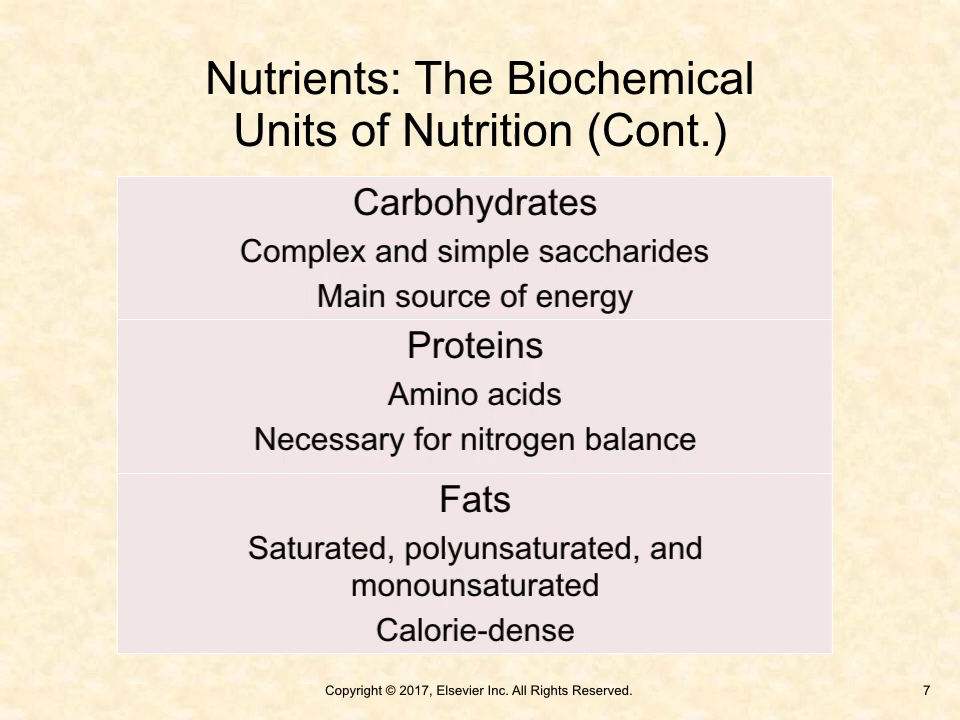 Nutrients: The Biochemical
Units of Nutrition (Cont.)
Carbohydrates
Complex and simple saccharides
Main source of energy
Proteins
Amino acids
Necessary for nitrogen balance
Fats
Saturated, polyunsaturated, and
monounsaturated
Calorie-dense
Copyright © 2017, Elsevier Inc. All Rights Reserved.
7